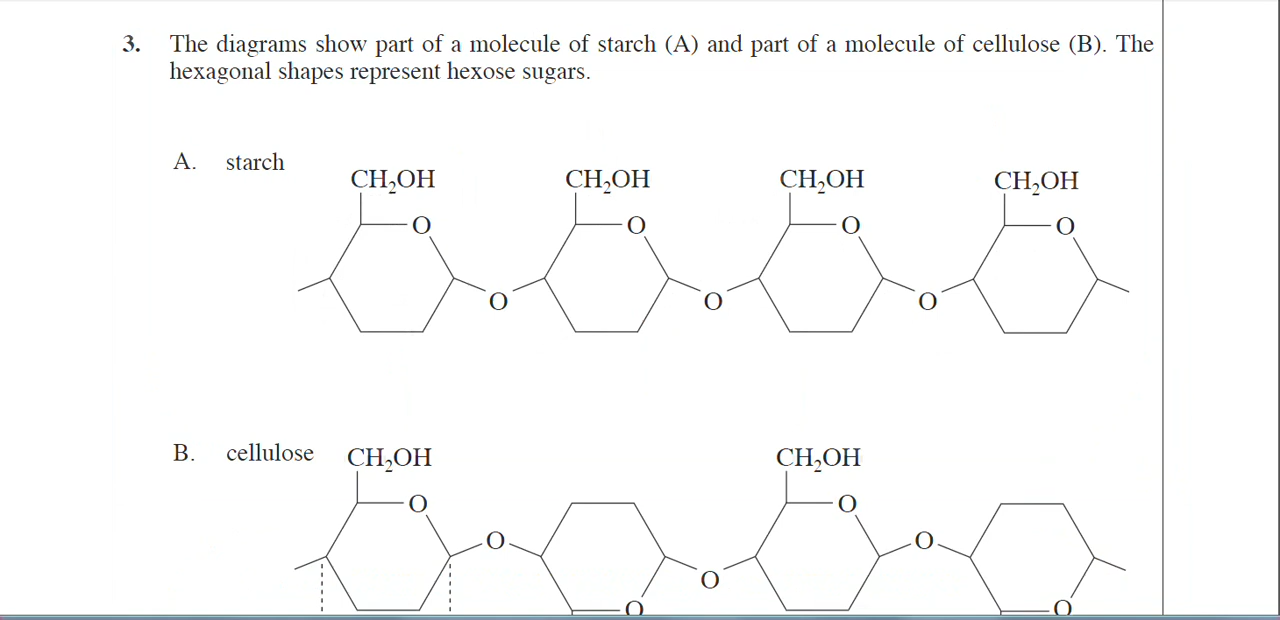 3. The diagrams show part of a molecule of starch (A) and part of a molecule of cellulose (B). The
hexagonal shapes represent hexose sugars.
A. starch
CH₂OH CH₂OH CH₂OH CH₂OH
O O O O
O O O
B. cellulose CH₂OH CH₂OH
O O
O O
O
O O